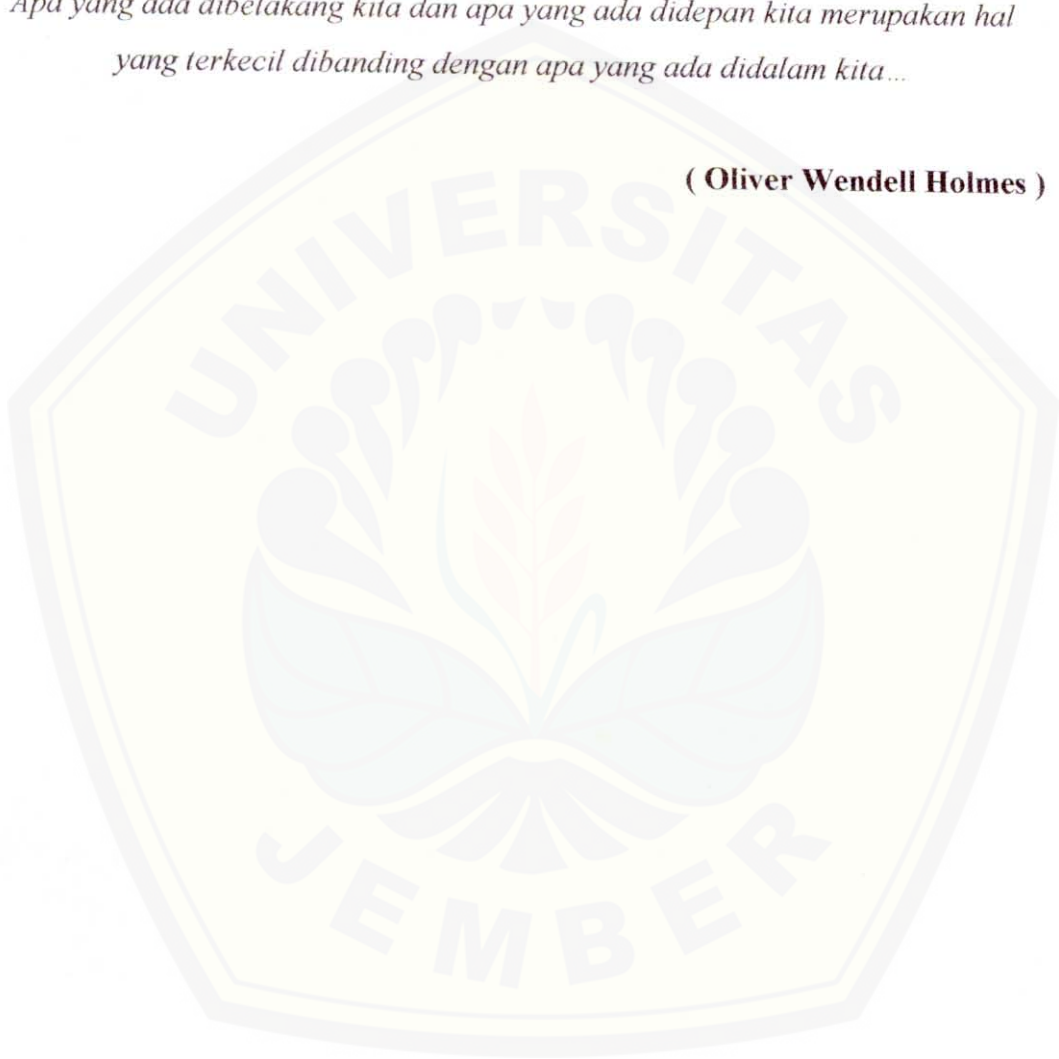 Apa yang ada dibelakang kita dan apa yang ada didepan kita merupakan hal
yang terkecil dibanding dengan apa yang ada didalam kita...
( Oliver Wendell Holmes )
UNIVERSITAS
JEMBER